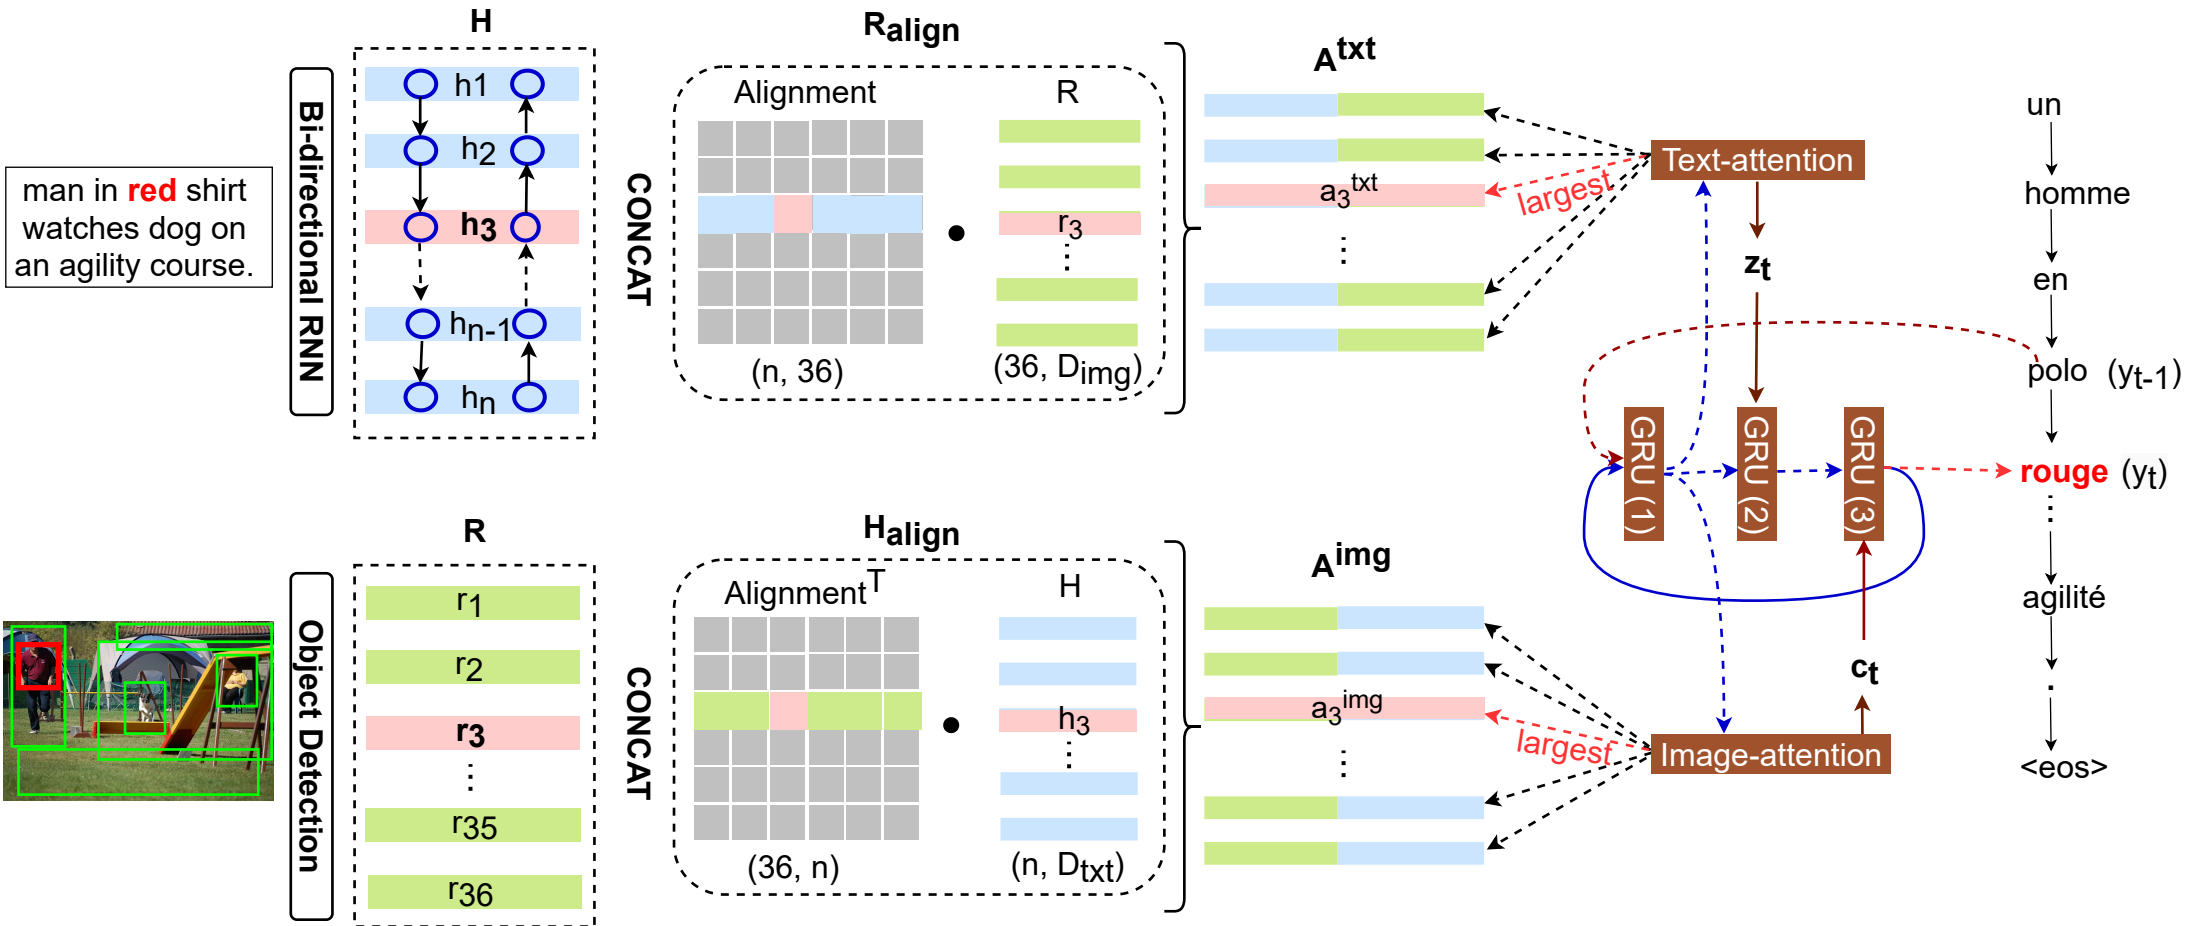 man in red shirt
watches dog on
an agility course.
Bi-directional RNN
H
h1
h2
h3
hn-1
hn
CONCAT
Ralign
Alignment
R
r3
⋮
(n, 36)
(36, Dimg)
Atxt
a3txt
⋮
largest
Text-attention
zt
GRU (1)
GRU (2)
GRU (3)
un
homme
en
polo (yt-1)
rouge (yt)
⋮
agilité
.
.
<eos>
Object Detection
R
r1
r2
r3
⋮
r35
r36
CONCAT
Halign
AlignmentT
H
h3
⋮
(36, n)
(n, Dtxt)
Aimg
a3img
⋮
largest
Image-attention
ct